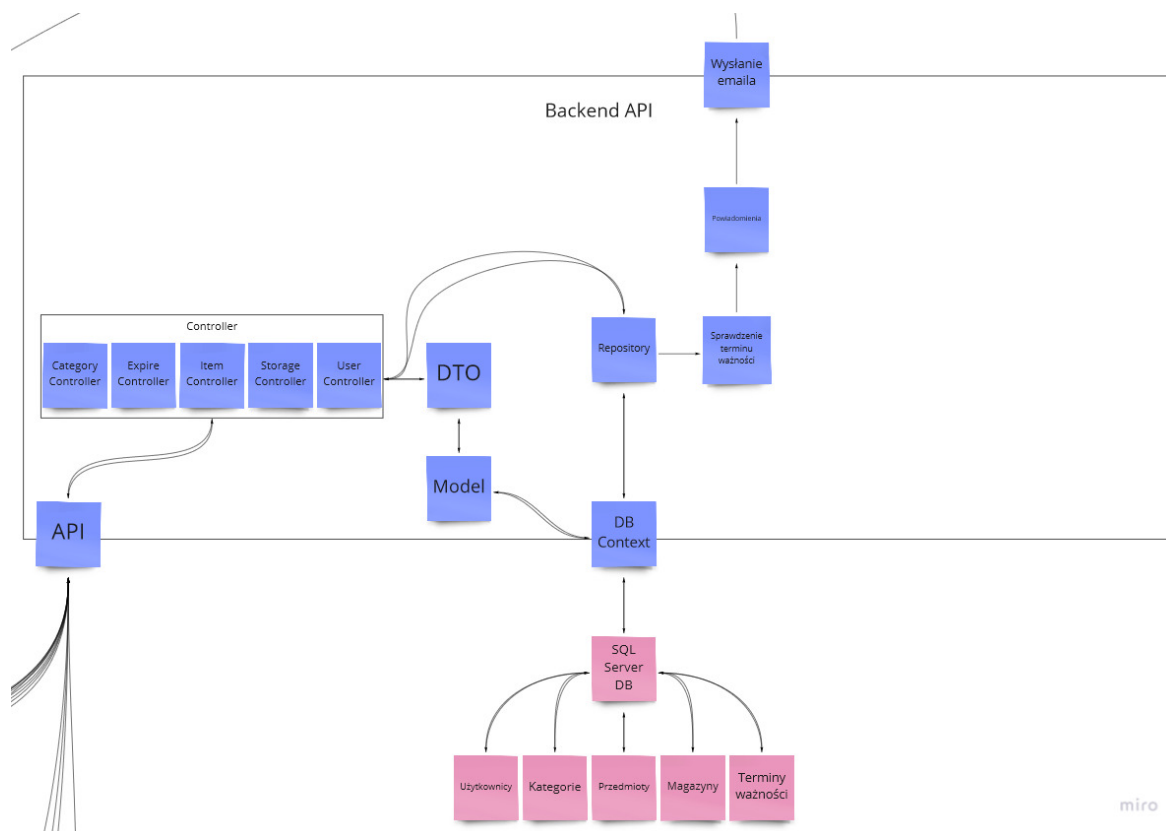 Wysłanie
emaila
Backend API
Powiadomienia
Controller
Category
Controller
Expire
Controller
Item
Controller
Storage
Controller
User
Controller
DTO
Repository
Sprawdzenie
terminu
ważności
Model
API
DB
Context
SQL
Server
DB
Użytkownicy
Kategorie
Przedmioty
Magazyny
Terminy
ważności
miro